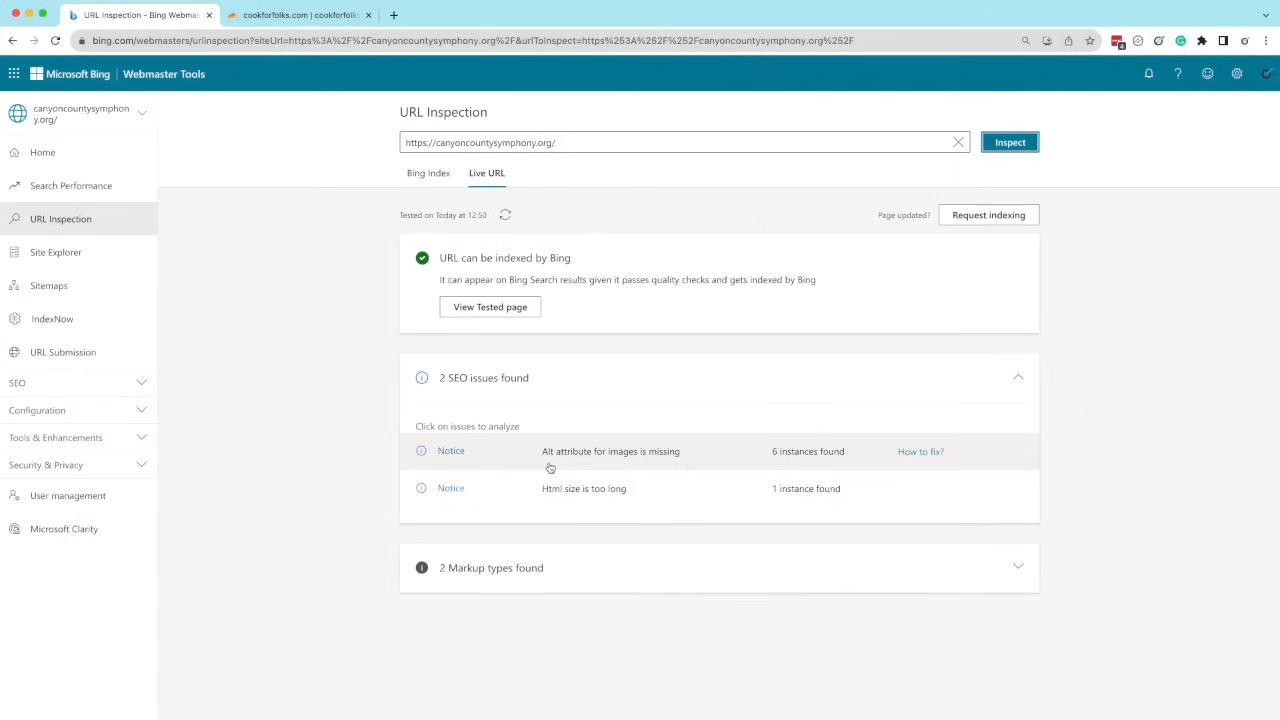 URL Inspection - Bing Webmas
cookforfolks.com | cookforfolks
bing.com/webmasters/urlinspection?siteUrl=https%3A%2F%2Fcanyoncountysymphony.org%2F&urlToInspect=https%253A%252F%252Fcanyoncountysymphony.org%252F
4
Microsoft Bing | Webmaster Tools
canyoncountysymphon
y.org/
Home
Search Performance
URL Inspection
Site Explorer
Sitemaps
IndexNow
URL Submission
SEO
Configuration
Tools & Enhancements
Security & Privacy
User management
Microsoft Clarity
URL Inspection
https://canyoncountysymphony.org/
Inspect
Bing Index
Live URL
Tested on Today at 12:50
Page updated?
Request indexing
URL can be indexed by Bing
It can appear on Bing Search results given it passes quality checks and gets indexed by Bing
View Tested page
2 SEO issues found
Click on issues to analyze
Notice Alt attribute for images is missing 6 instances found How to fix?
Notice Html size is too long 1 instance found
2 Markup types found